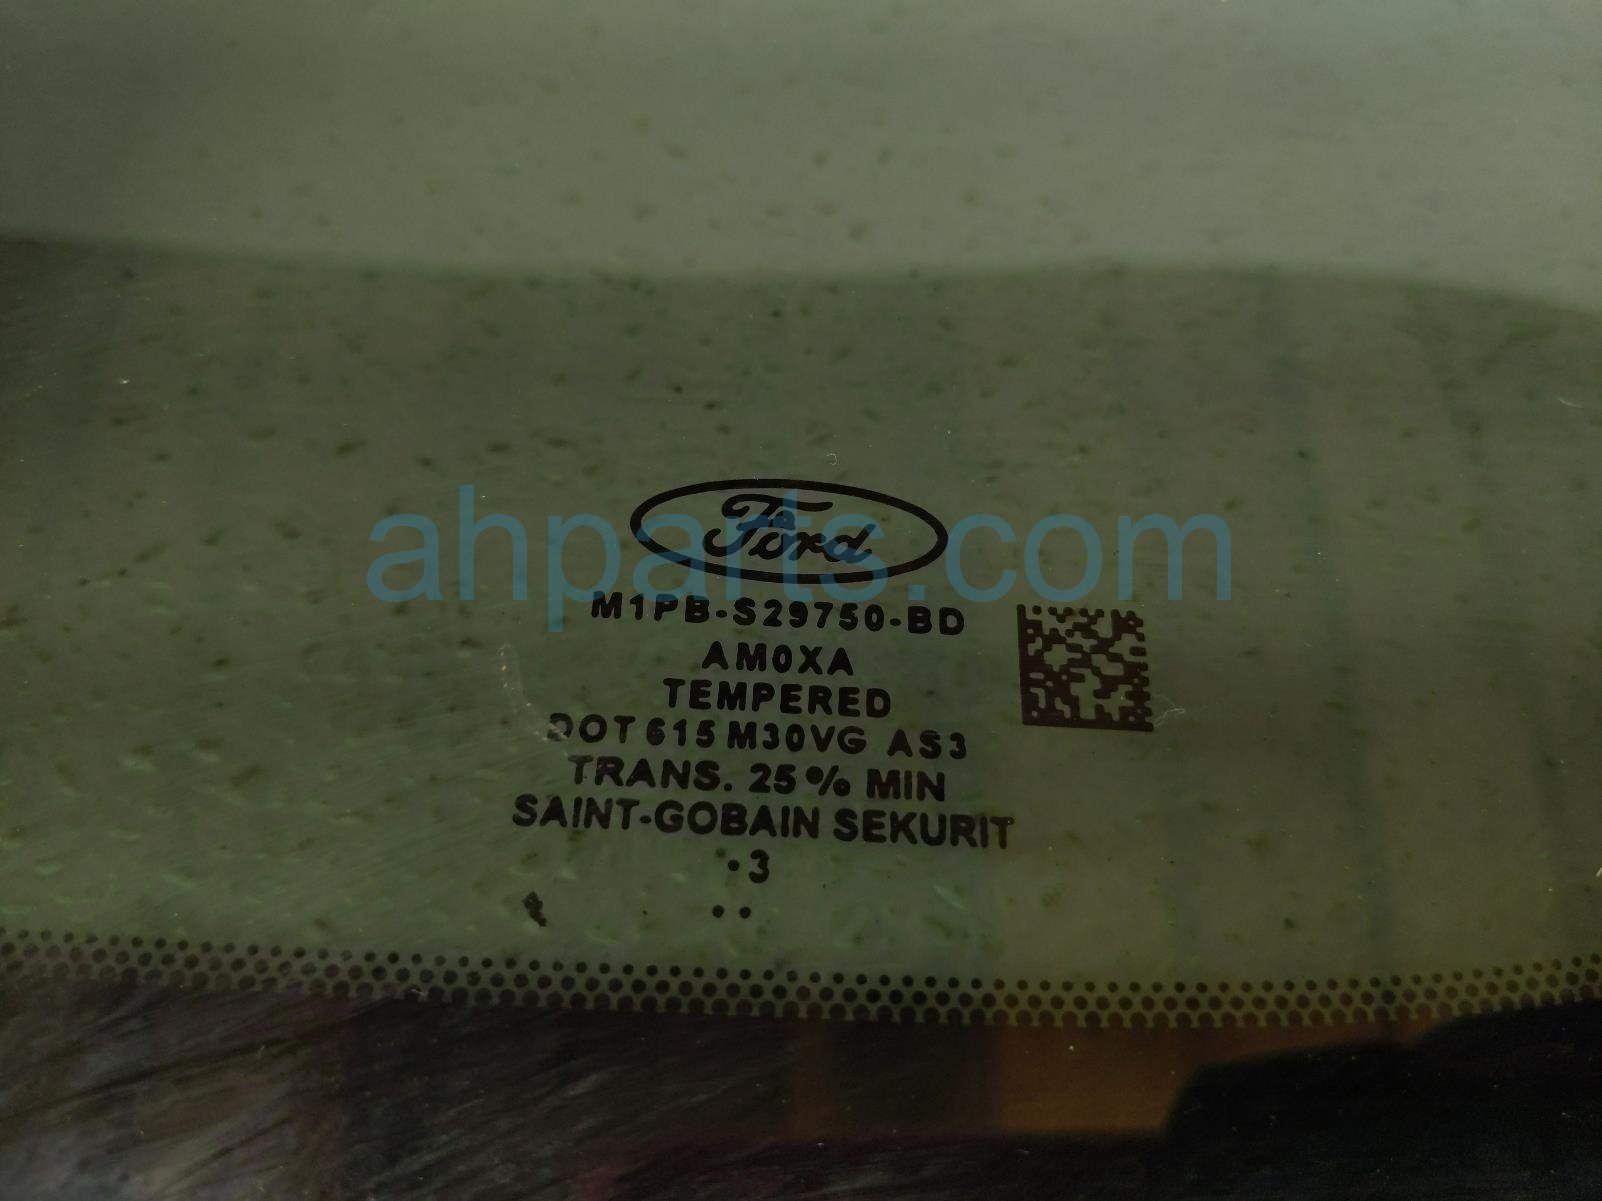 Ford
ahparts.com
M1PB-S29750-BD
AM0XA
TEMPERED
DOT 615 M30VG AS3
TRANS. 25% MIN
SAINT-GOBAIN SEKURIT
·3
··